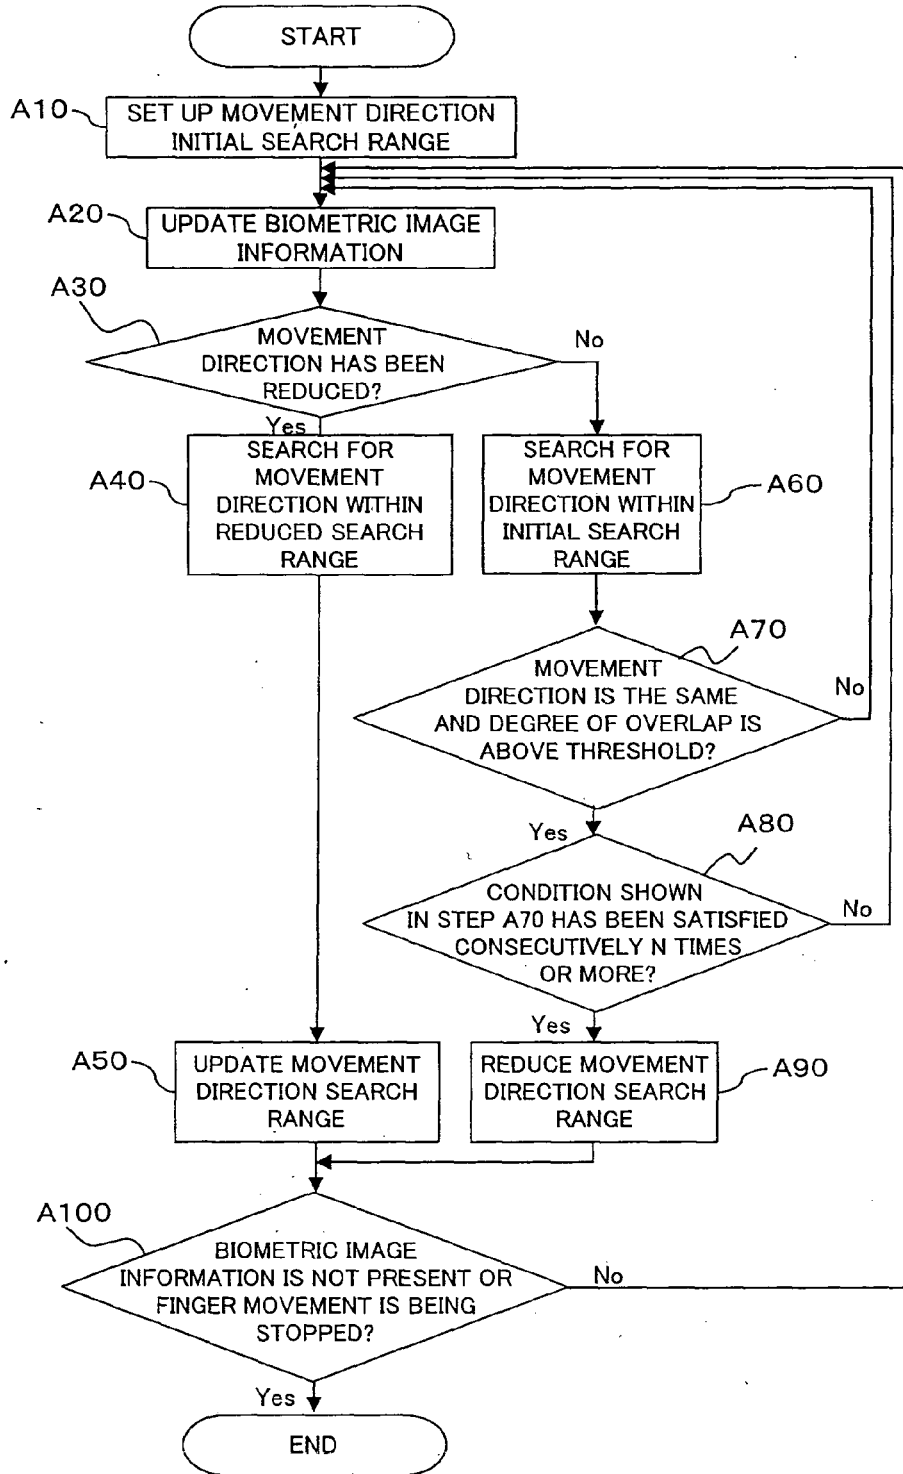 START
A10
SET UP MOVEMENT DIRECTION
INITIAL SEARCH RANGE
A20
UPDATE BIOMETRIC IMAGE
INFORMATION
A30
MOVEMENT
DIRECTION HAS BEEN
REDUCED?
No
Yes
A40
SEARCH FOR
MOVEMENT
DIRECTION WITHIN
REDUCED SEARCH
RANGE
SEARCH FOR
MOVEMENT
DIRECTION WITHIN
INITIAL SEARCH
RANGE
A60
A70
MOVEMENT
DIRECTION IS THE SAME
AND DEGREE OF OVERLAP IS
ABOVE THRESHOLD?
No
Yes
A80
CONDITION SHOWN
IN STEP A70 HAS BEEN SATISFIED
CONSECUTIVELY N TIMES
OR MORE?
No
Yes
A50
UPDATE MOVEMENT
DIRECTION SEARCH
RANGE
REDUCE MOVEMENT
DIRECTION SEARCH
RANGE
A90
A100
BIOMETRIC IMAGE
INFORMATION IS NOT PRESENT OR
FINGER MOVEMENT IS BEING
STOPPED?
No
Yes
END